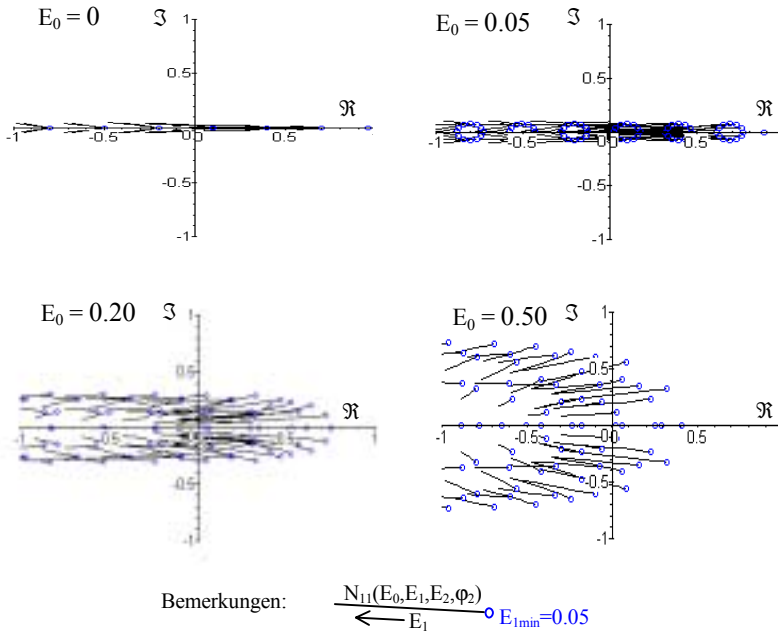 E₀ = 0 ℑ
1
0.5
ℜ
-1 -0.5 0.0 0.5
-0.5
-1
E₀ = 0.05 ℑ
1
0.5
ℜ
-1 -0.5 0.0 0.5
-0.5
-1
E₀ = 0.20 ℑ
1
0.5
ℜ
-1 -0.5 0.0 0.5 1
-0.5
-1
E₀ = 0.50 ℑ
1
0.5
ℜ
-1 -0.5 0.0 0.5
-0.5
-1
Bemerkungen: N₁₁(E₀,E₁,E₂,φ₂)
E₁ E₁min=0.05